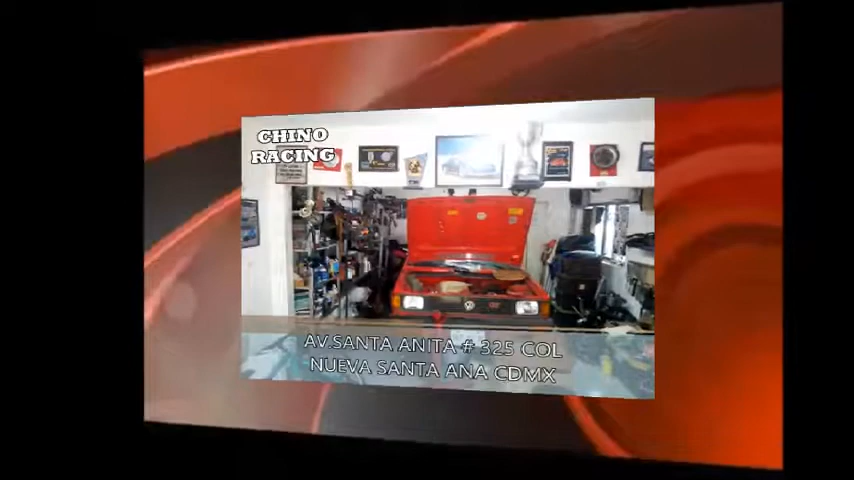 CHINO
RACING
AV.SANTA ANITA # 325 COL
NUEVA SANTA ANA CDMX